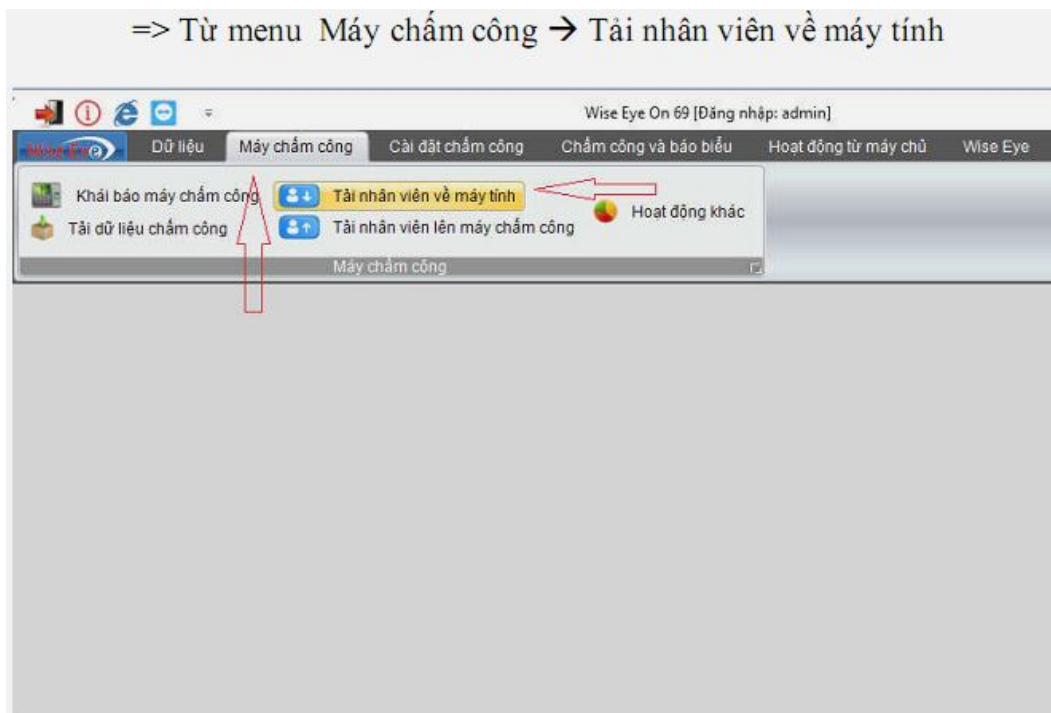 => Từ menu Máy chấm công → Tải nhân viên về máy tính
Wise Eye On 69 [Đăng nhập: admin]
Wise Eye Dữ liệu Máy chấm công Cài đặt chấm công Chấm công và báo biểu Hoạt động từ máy chủ Wise Eye
Khái báo máy chấm công Tải nhân viên về máy tính
Hoạt động khác
Tải dữ liệu chấm công Tải nhân viên lên máy chấm công
Máy chấm công